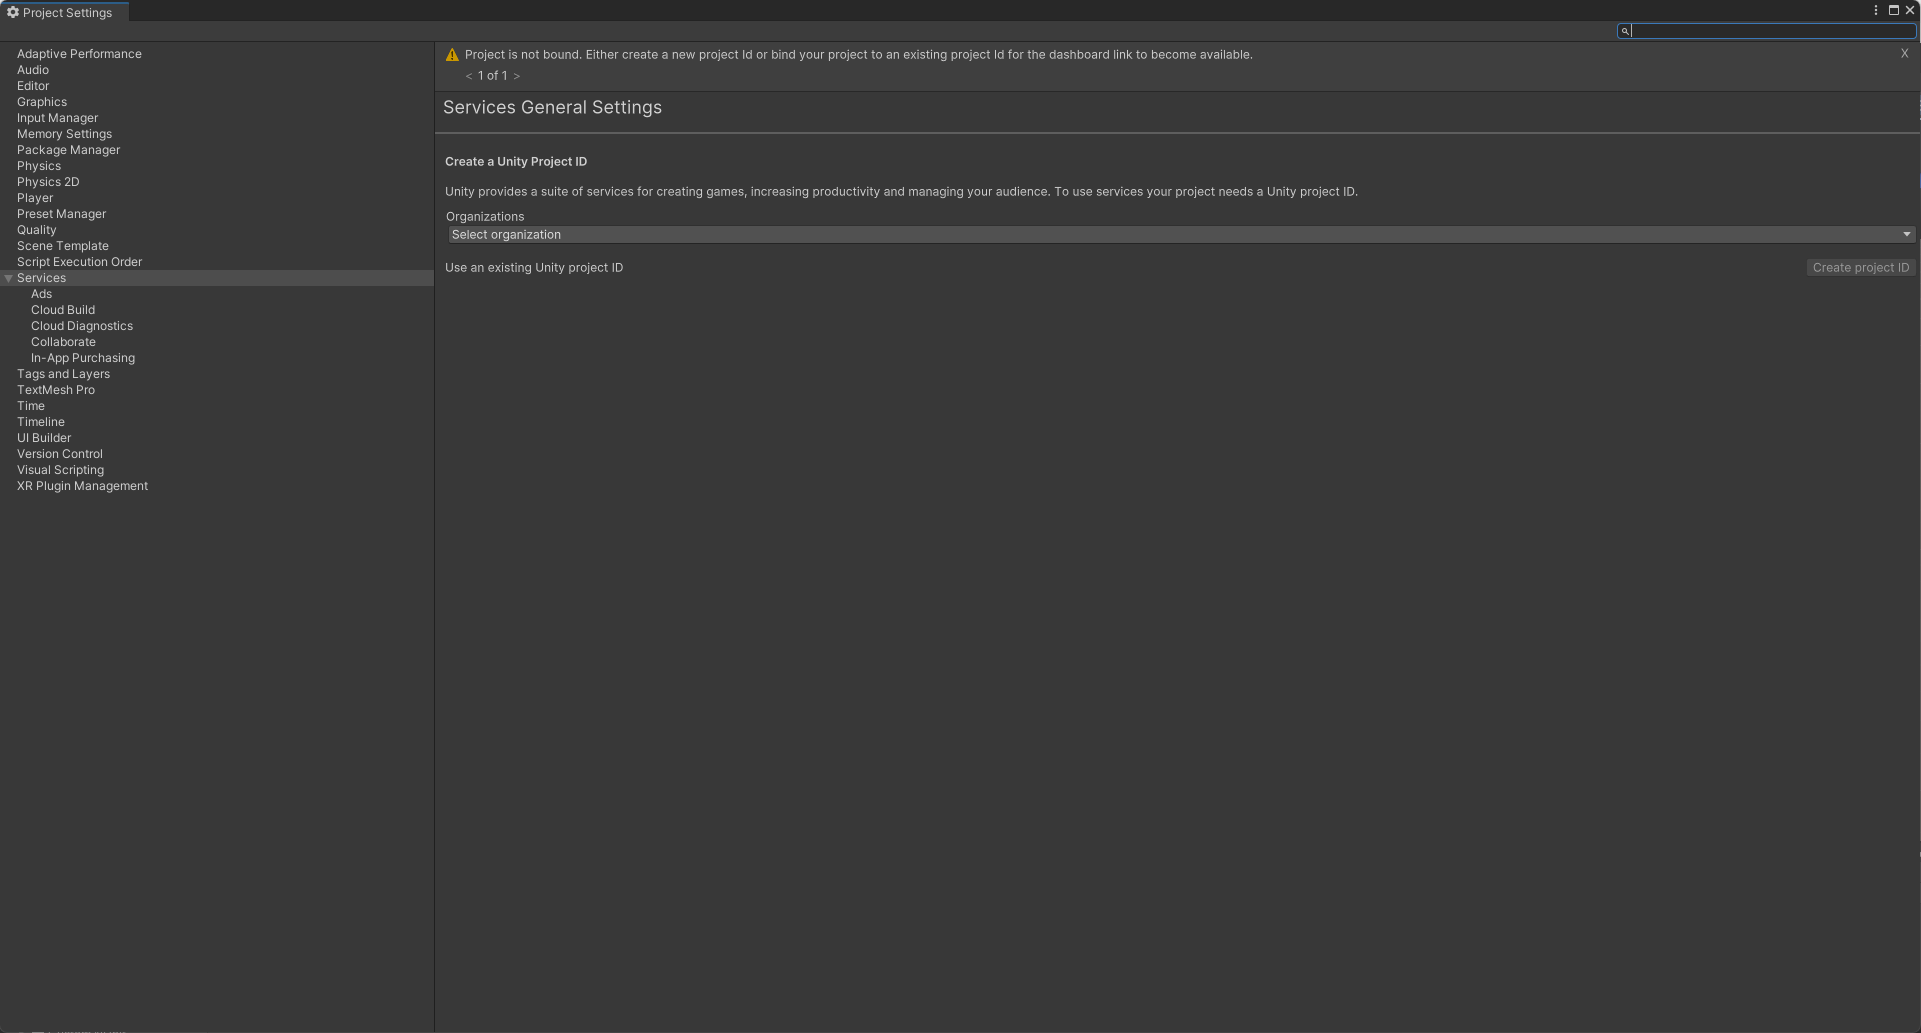 Project Settings
Project is not bound. Either create a new project Id or bind your project to an existing project Id for the dashboard link to become available.
X
< 1 of 1 >
Services General Settings
Create a Unity Project ID
Unity provides a suite of services for creating games, increasing productivity and managing your audience. To use services your project needs a Unity project ID.
Organizations
Select organization
Use an existing Unity project ID
Create project ID
Adaptive Performance
Audio
Editor
Graphics
Input Manager
Memory Settings
Package Manager
Physics
Physics 2D
Player
Preset Manager
Quality
Scene Template
Script Execution Order
Services
Ads
Cloud Build
Cloud Diagnostics
Collaborate
In-App Purchasing
Tags and Layers
TextMesh Pro
Time
Timeline
UI Builder
Version Control
Visual Scripting
XR Plugin Management